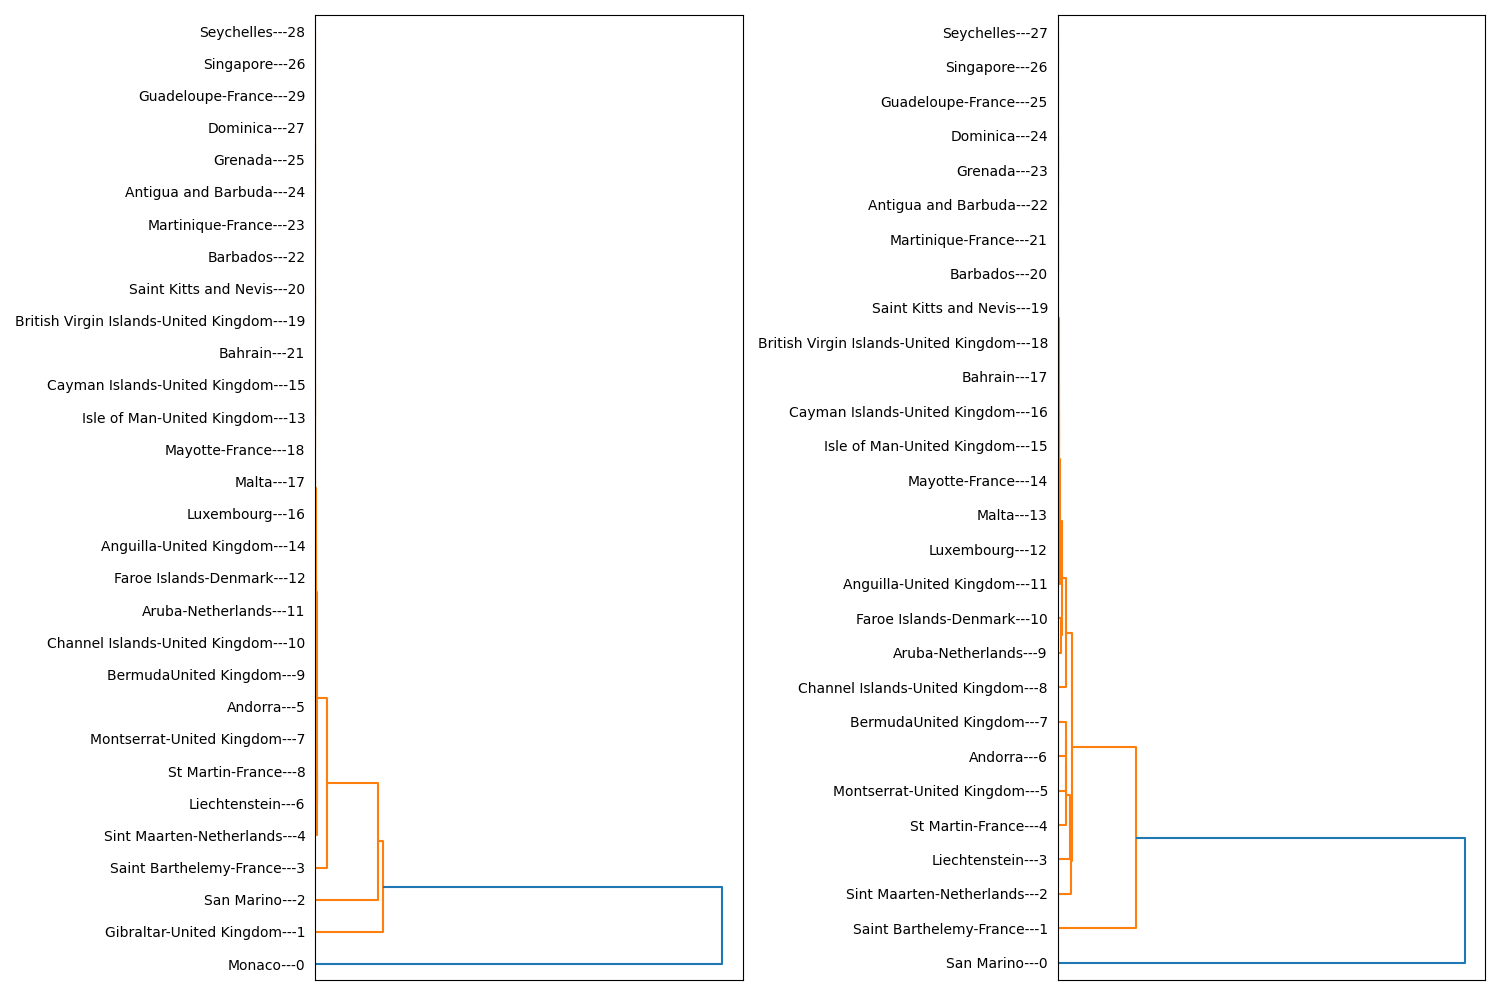 Seychelles---28
Singapore---26
Guadeloupe-France---29
Dominica---27
Grenada---25
Antigua and Barbuda---24
Martinique-France---23
Barbados---22
Saint Kitts and Nevis---20
British Virgin Islands-United Kingdom---19
Bahrain---21
Cayman Islands-United Kingdom---15
Isle of Man-United Kingdom---13
Mayotte-France---18
Malta---17
Luxembourg---16
Anguilla-United Kingdom---14
Faroe Islands-Denmark---12
Aruba-Netherlands---11
Channel Islands-United Kingdom---10
BermudaUnited Kingdom---9
Andorra---5
Montserrat-United Kingdom---7
St Martin-France---8
Liechtenstein---6
Sint Maarten-Netherlands---4
Saint Barthelemy-France---3
San Marino---2
Gibraltar-United Kingdom---1
Monaco---0
Seychelles---27
Singapore---26
Guadeloupe-France---25
Dominica---24
Grenada---23
Antigua and Barbuda---22
Martinique-France---21
Barbados---20
Saint Kitts and Nevis---19
British Virgin Islands-United Kingdom---18
Bahrain---17
Cayman Islands-United Kingdom---16
Isle of Man-United Kingdom---15
Mayotte-France---14
Malta---13
Luxembourg---12
Anguilla-United Kingdom---11
Faroe Islands-Denmark---10
Aruba-Netherlands---9
Channel Islands-United Kingdom---8
BermudaUnited Kingdom---7
Andorra---6
Montserrat-United Kingdom---5
St Martin-France---4
Liechtenstein---3
Sint Maarten-Netherlands---2
Saint Barthelemy-France---1
San Marino---0